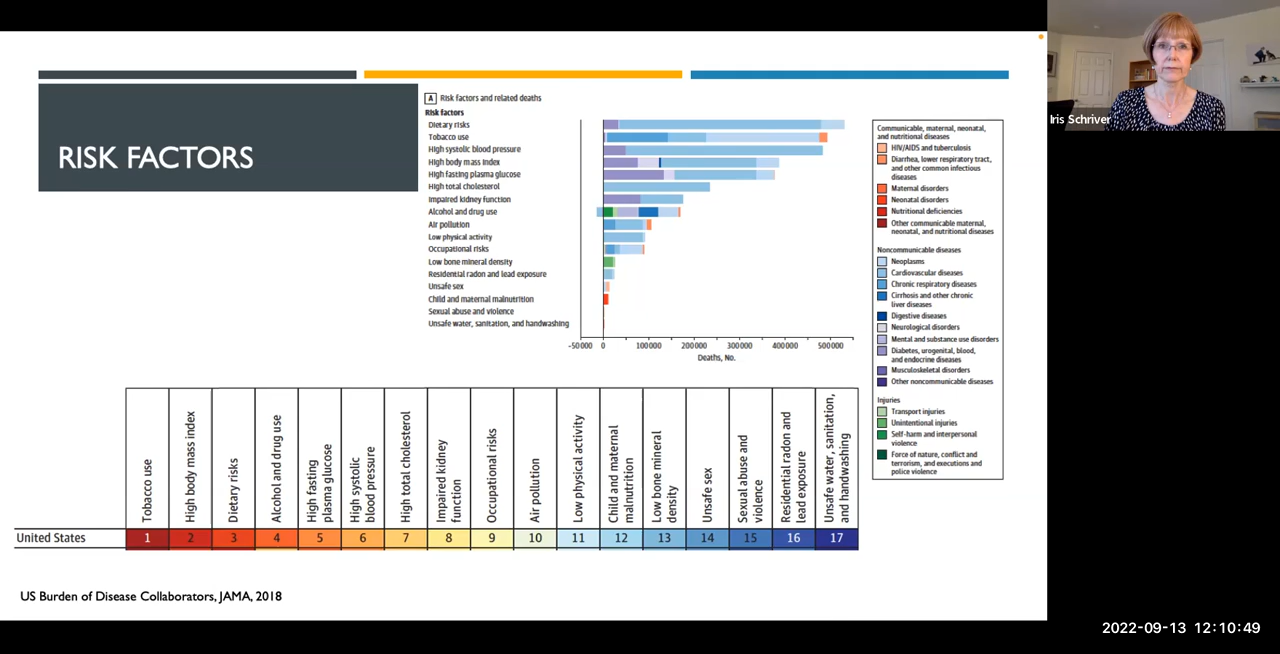 Iris Schriver
RISK FACTORS
A Risk factors and related deaths
Risk factors
Dietary risks
Tobacco use
High systolic blood pressure
High body mass index
High fasting plasma glucose
High total cholesterol
Impaired kidney function
Alcohol and drug use
Air pollution
Low physical activity
Occupational risks
Low bone mineral density
Residential radon and lead exposure
Unsafe sex
Child and maternal malnutrition
Sexual abuse and violence
Unsafe water, sanitation, and handwashing
-50000 0 100000 200000 300000 400000 500000
Deaths, No.
Communicable, maternal, neonatal,
and nutritional diseases
HIV/AIDS and tuberculosis
Diarrhea, lower respiratory tract,
and other common infectious
diseases
Maternal disorders
Neonatal disorders
Nutritional deficiencies
Other communicable maternal,
neonatal, and nutritional diseases
Noncommunicable diseases
Neoplasms
Cardiovascular diseases
Chronic respiratory diseases
Cirrhosis and other chronic
liver diseases
Digestive diseases
Neurological disorders
Mental and substance use disorders
Diabetes, urogenital, blood,
and endocrine diseases
Musculoskeletal disorders
Other noncommunicable diseases
Injuries
Transport injuries
Unintentional injuries
Self-harm and interpersonal
violence
Force of nature, conflict and
terrorism, and executions and
police violence
Tobacco use
High body mass index
Dietary risks
Alcohol and drug use
High fasting
plasma glucose
High systolic
blood pressure
High total cholesterol
Impaired kidney
function
Occupational risks
Air pollution
Low physical activity
Child and maternal
malnutrition
Low bone mineral
density
Unsafe sex
Sexual abuse and
violence
Residential radon and
lead exposure
Unsafe water, sanitation,
and handwashing
United States 1 2 3 4 5 6 7 8 9 10 11 12 13 14 15 16 17
US Burden of Disease Collaborators, JAMA, 2018
2022-09-13 12:10:49